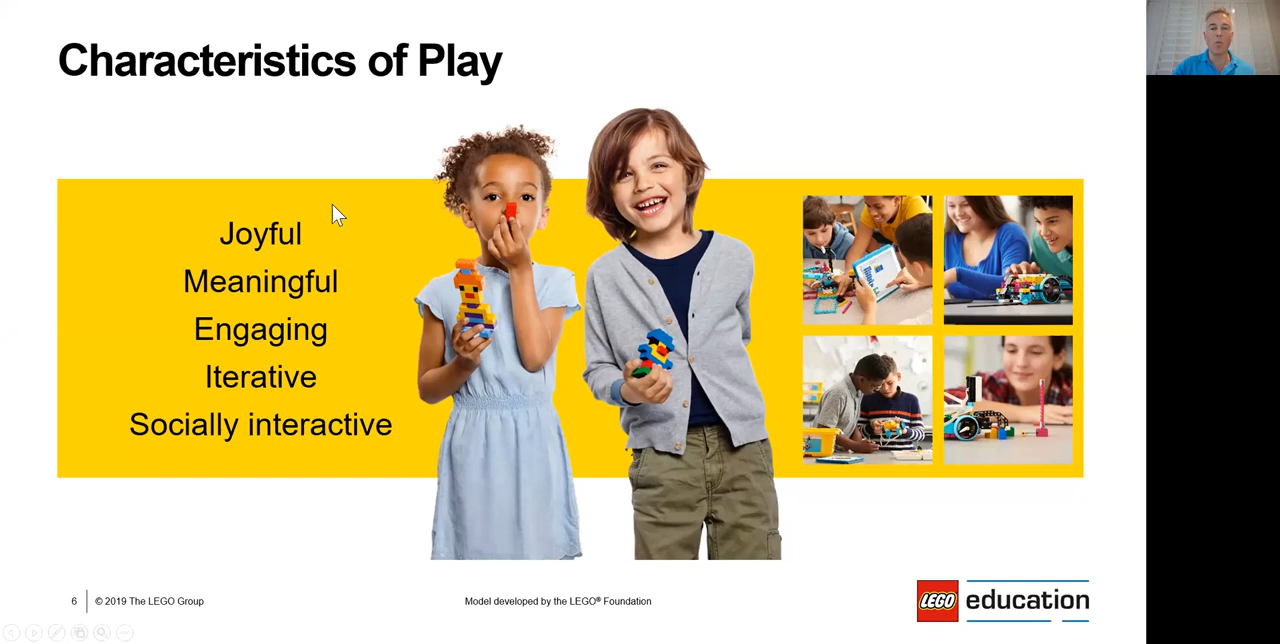 Characteristics of Play
Joyful
Meaningful
Engaging
Iterative
Socially interactive
6
© 2019 The LEGO Group
Model developed by the LEGO® Foundation
LEGO education